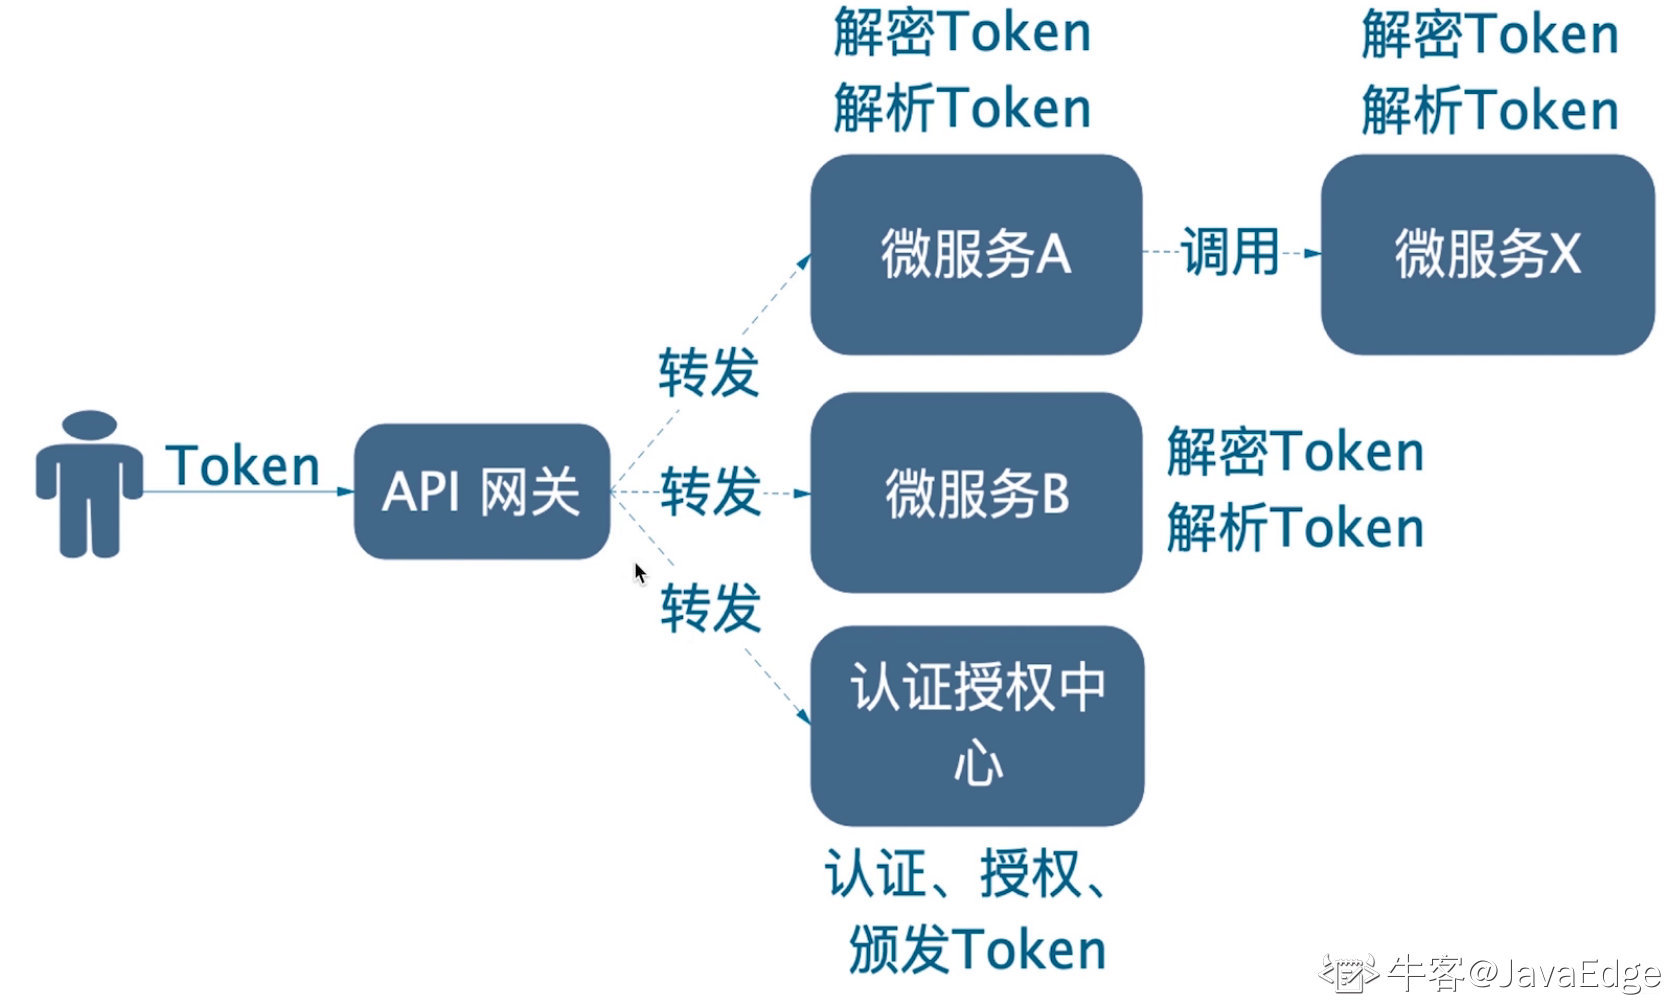 解密Token
解析Token
解密Token
解析Token
微服务A
调用
微服务X
转发
Token
API 网关
转发
微服务B
解密Token
解析Token
转发
认证授权中
心
认证、授权、
颁发Token
牛客@JavaEdge